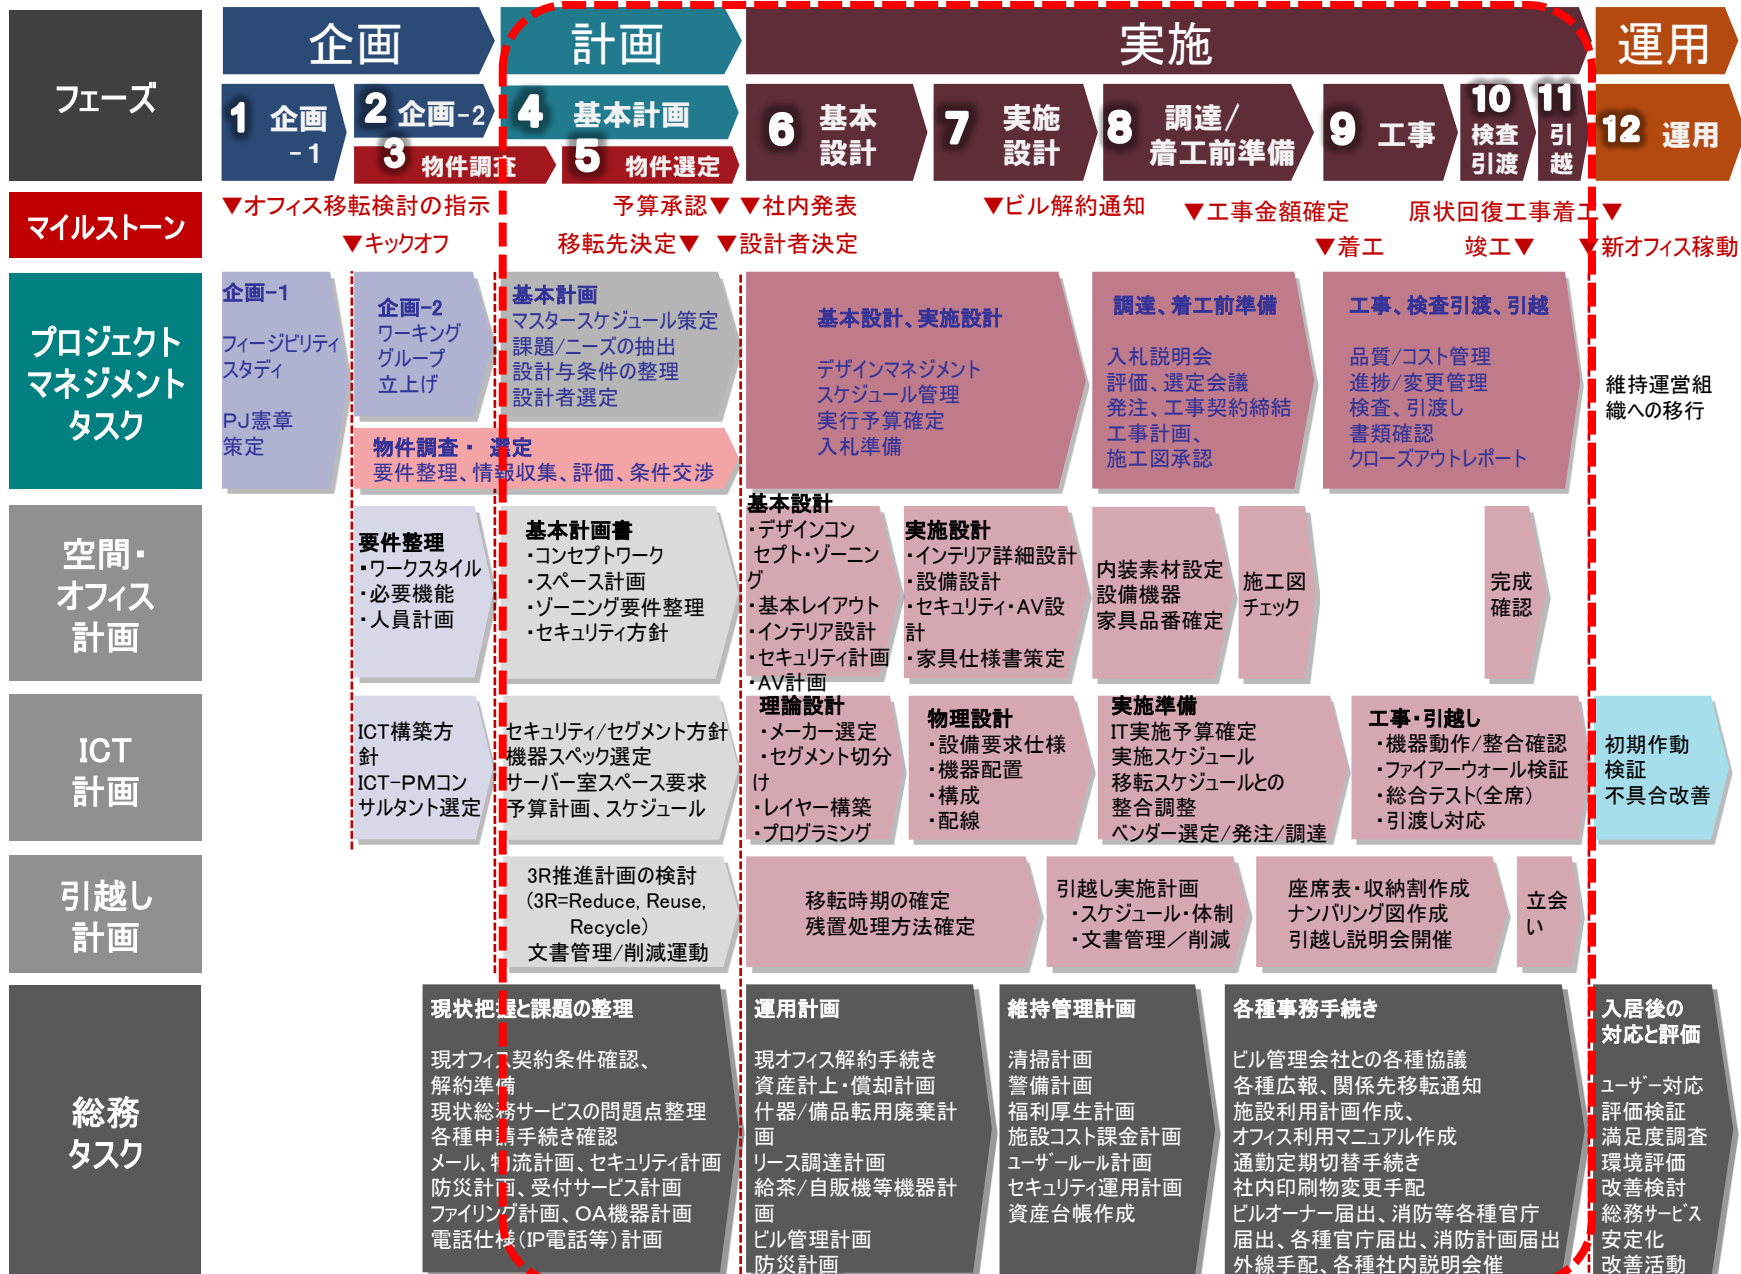 フェーズ
企画
計画
実施
運用
1 企画
-1
2 企画-2
3 物件調査
4 基本計画
5 物件選定
6 基本
設計
7 実施
設計
8 調達/
着工前準備
9 工事
10
検査
引渡
11
引
越
12 運用
マイルストーン
▼オフィス移転検討の指示
▼キックオフ
予算承認▼
移転先決定▼
▼社内発表
▼設計者決定
▼ビル解約通知
▼工事金額確定
▼着工
原状回復工事着工▼
竣工▼
▼新オフィス稼動
プロジェクト
マネジメント
タスク
企画-1
フィージビリティ
スタディ
PJ憲章
策定
企画-2
ワーキング
グループ
立上げ
基本計画
マスタースケジュール策定
課題/ニーズの抽出
設計与条件の整理
設計者選定
物件調査・ 選定
要件整理、情報収集、評価、条件交渉
基本設計、実施設計
デザインマネジメント
スケジュール管理
実行予算確定
入札準備
調達、着工前準備
入札説明会
評価、選定会議
発注、工事契約締結
工事計画、
施工図承認
工事、検査引渡、引越
品質/コスト管理
進捗/変更管理
検査、引渡し
書類確認
クローズアウトレポート
維持運営組
織への移行
空間・
オフィス
計画
要件整理
・ワークスタイル
・必要機能
・人員計画
基本計画書
・コンセプトワーク
・スペース計画
・ゾーニング要件整理
・セキュリティ方針
基本設計
・デザインコン
セプト・ゾーニン
グ
・基本レイアウト
・インテリア設計
・セキュリティ計画
・AV計画
実施設計
・インテリア詳細設計
・設備設計
・セキュリティ・AV設
計
・家具仕様書策定
内装素材設定
設備機器
家具品番確定
施工図
チェック
完成
確認
ICT
計画
ICT構築方
針
ICT-PMコン
サルタント選定
セキュリティ/セグメント方針
機器スペック選定
サーバー室スペース要求
予算計画、スケジュール
理論設計
・メーカー選定
・セグメント切分
け
・レイヤー構築
・プログラミング
物理設計
・設備要求仕様
・機器配置
・構成
・配線
実施準備
IT実施予算確定
実施スケジュール
移転スケジュールとの
整合調整
ベンダー選定/発注/調達
工事・引越し
・機器動作/整合確認
・ファイアーウォール検証
・総合テスト(全席)
・引渡し対応
初期作動
検証
不具合改善
引越し
計画
3R推進計画の検討
(3R=Reduce, Reuse,
Recycle)
文書管理/削減運動
移転時期の確定
残置処理方法確定
引越し実施計画
・スケジュール・体制
・文書管理／削減
座席表・収納割作成
ナンバリング図作成
引越し説明会開催
立会
い
総務
タスク
現状把握と課題の整理
現オフィス契約条件確認、
解約準備
現状総務サービスの問題点整理
各種申請手続き確認
メール、物流計画、セキュリティ計画
防災計画、受付サービス計画
ファイリング計画、OA機器計画
電話仕様(IP電話等)計画
運用計画
現オフィス解約手続き
資産計上・償却計画
什器/備品転用廃棄計
画
リース調達計画
給茶/自販機等機器計
画
ビル管理計画
防災計画
維持管理計画
清掃計画
警備計画
福利厚生計画
施設コスト課金計画
ユーザールール計画
セキュリティ運用計画
資産台帳作成
各種事務手続き
ビル管理会社との各種協議
各種広報、関係先移転通知
施設利用計画作成、
オフィス利用マニュアル作成
通勤定期切替手続き
社内印刷物変更手配
ビルオーナー届出、消防等各種官庁
届出、各種官庁届出、消防計画届出
外線手配、各種社内説明会催
入居後の
対応と評価
ユーザー対応
評価検証
満足度調査
環境評価
改善検討
総務サービス
安定化
改善活動